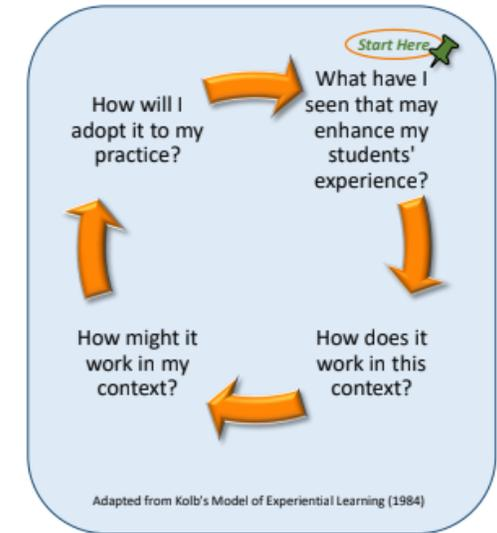 Start Here
What have I
seen that may
enhance my
students'
experience?
How does it
work in this
context?
How might it
work in my
context?
How will I
adopt it to my
practice?
Adapted from Kolb's Model of Experiential Learning (1984)